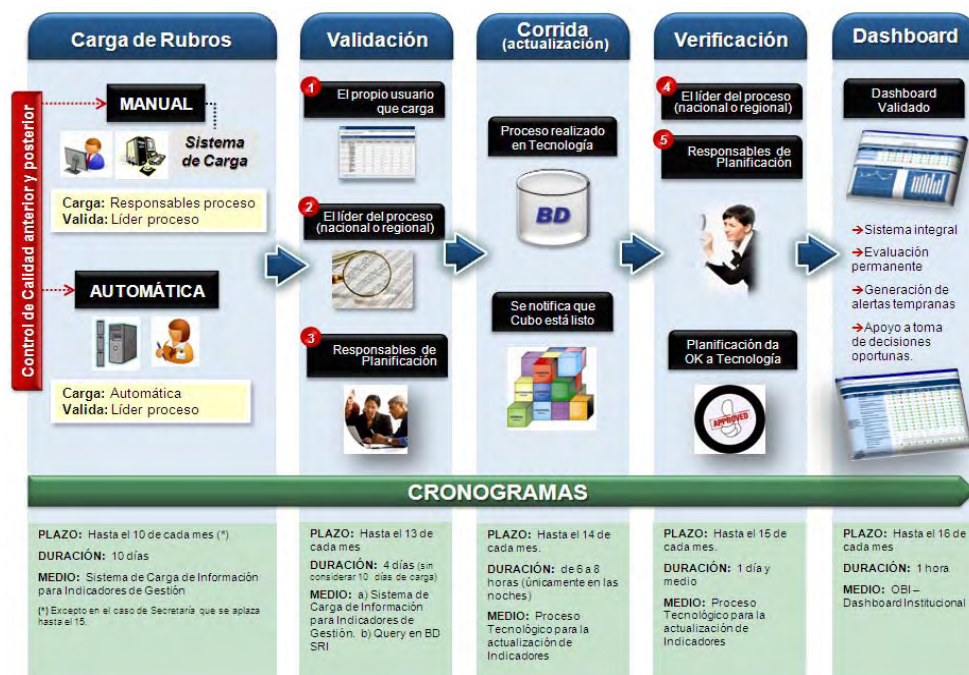 Carga de Rubros
Control de Calidad anterior y posterior
MANUAL
Sistema
de Carga
Carga: Responsables proceso
Valida: Líder proceso
AUTOMÁTICA
Carga: Automática
Valida: Líder proceso
Validación
1
El propio usuario
que carga
2
El líder del proceso
(nacional o regional)
3
Responsables de
Planificación
Corrida
(actualización)
Proceso realizado
en Tecnología
BD
Se notifica que
Cubo está listo
Verificación
4
El líder del proceso
(nacional o regional)
5
Responsables de
Planificación
Planificación da
OK a Tecnología
APPROVED
Dashboard
Dashboard
Validado
→Sistema integral
→Evaluación
permanente
→Generación de
alertas tempranas
→Apoyo a toma
de decisiones
oportunas.
CRONOGRAMAS
PLAZO: Hasta el 10 de cada mes (*)
DURACIÓN: 10 días
MEDIO: Sistema de Carga de Información
para Indicadores de Gestión
(*) Excepto en el caso de Secretaría que se aplaza
hasta el 15.
PLAZO: Hasta el 13 de
cada mes
DURACIÓN: 4 días (sin
considerar 10 días de carga)
MEDIO: a) Sistema de
Carga de Información
para Indicadores de
Gestión. b) Query en BD
SRI
PLAZO: Hasta el 14 de
cada mes.
DURACIÓN: de 6 a 8
horas (únicamente en las
noches)
MEDIO: Proceso
Tecnológico para la
actualización de
Indicadores
PLAZO: Hasta el 15 de
cada mes.
DURACIÓN: 1 día y
medio
MEDIO: Proceso
Tecnológico para la
actualización de
Indicadores
PLAZO: Hasta el 16 de
cada mes
DURACIÓN: 1 hora
MEDIO: OBI –
Dashboard Institucional